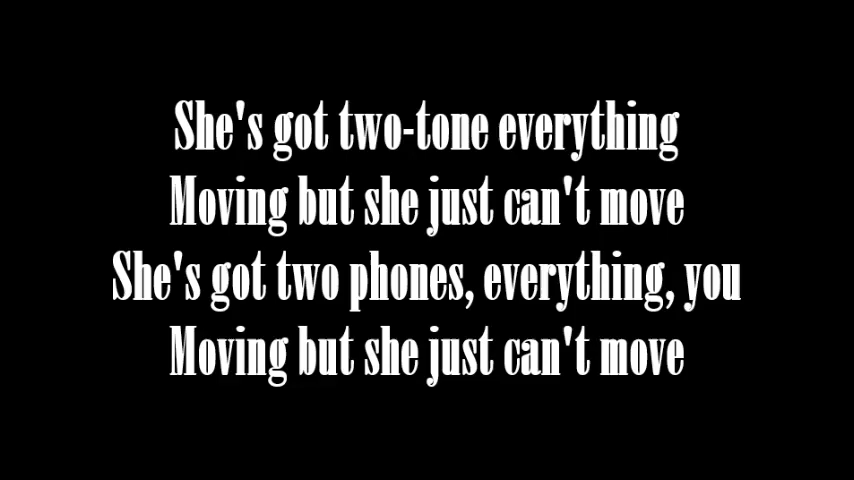 She's got two-tone everything
Moving but she just can't move
She's got two phones, everything, you
Moving but she just can't move